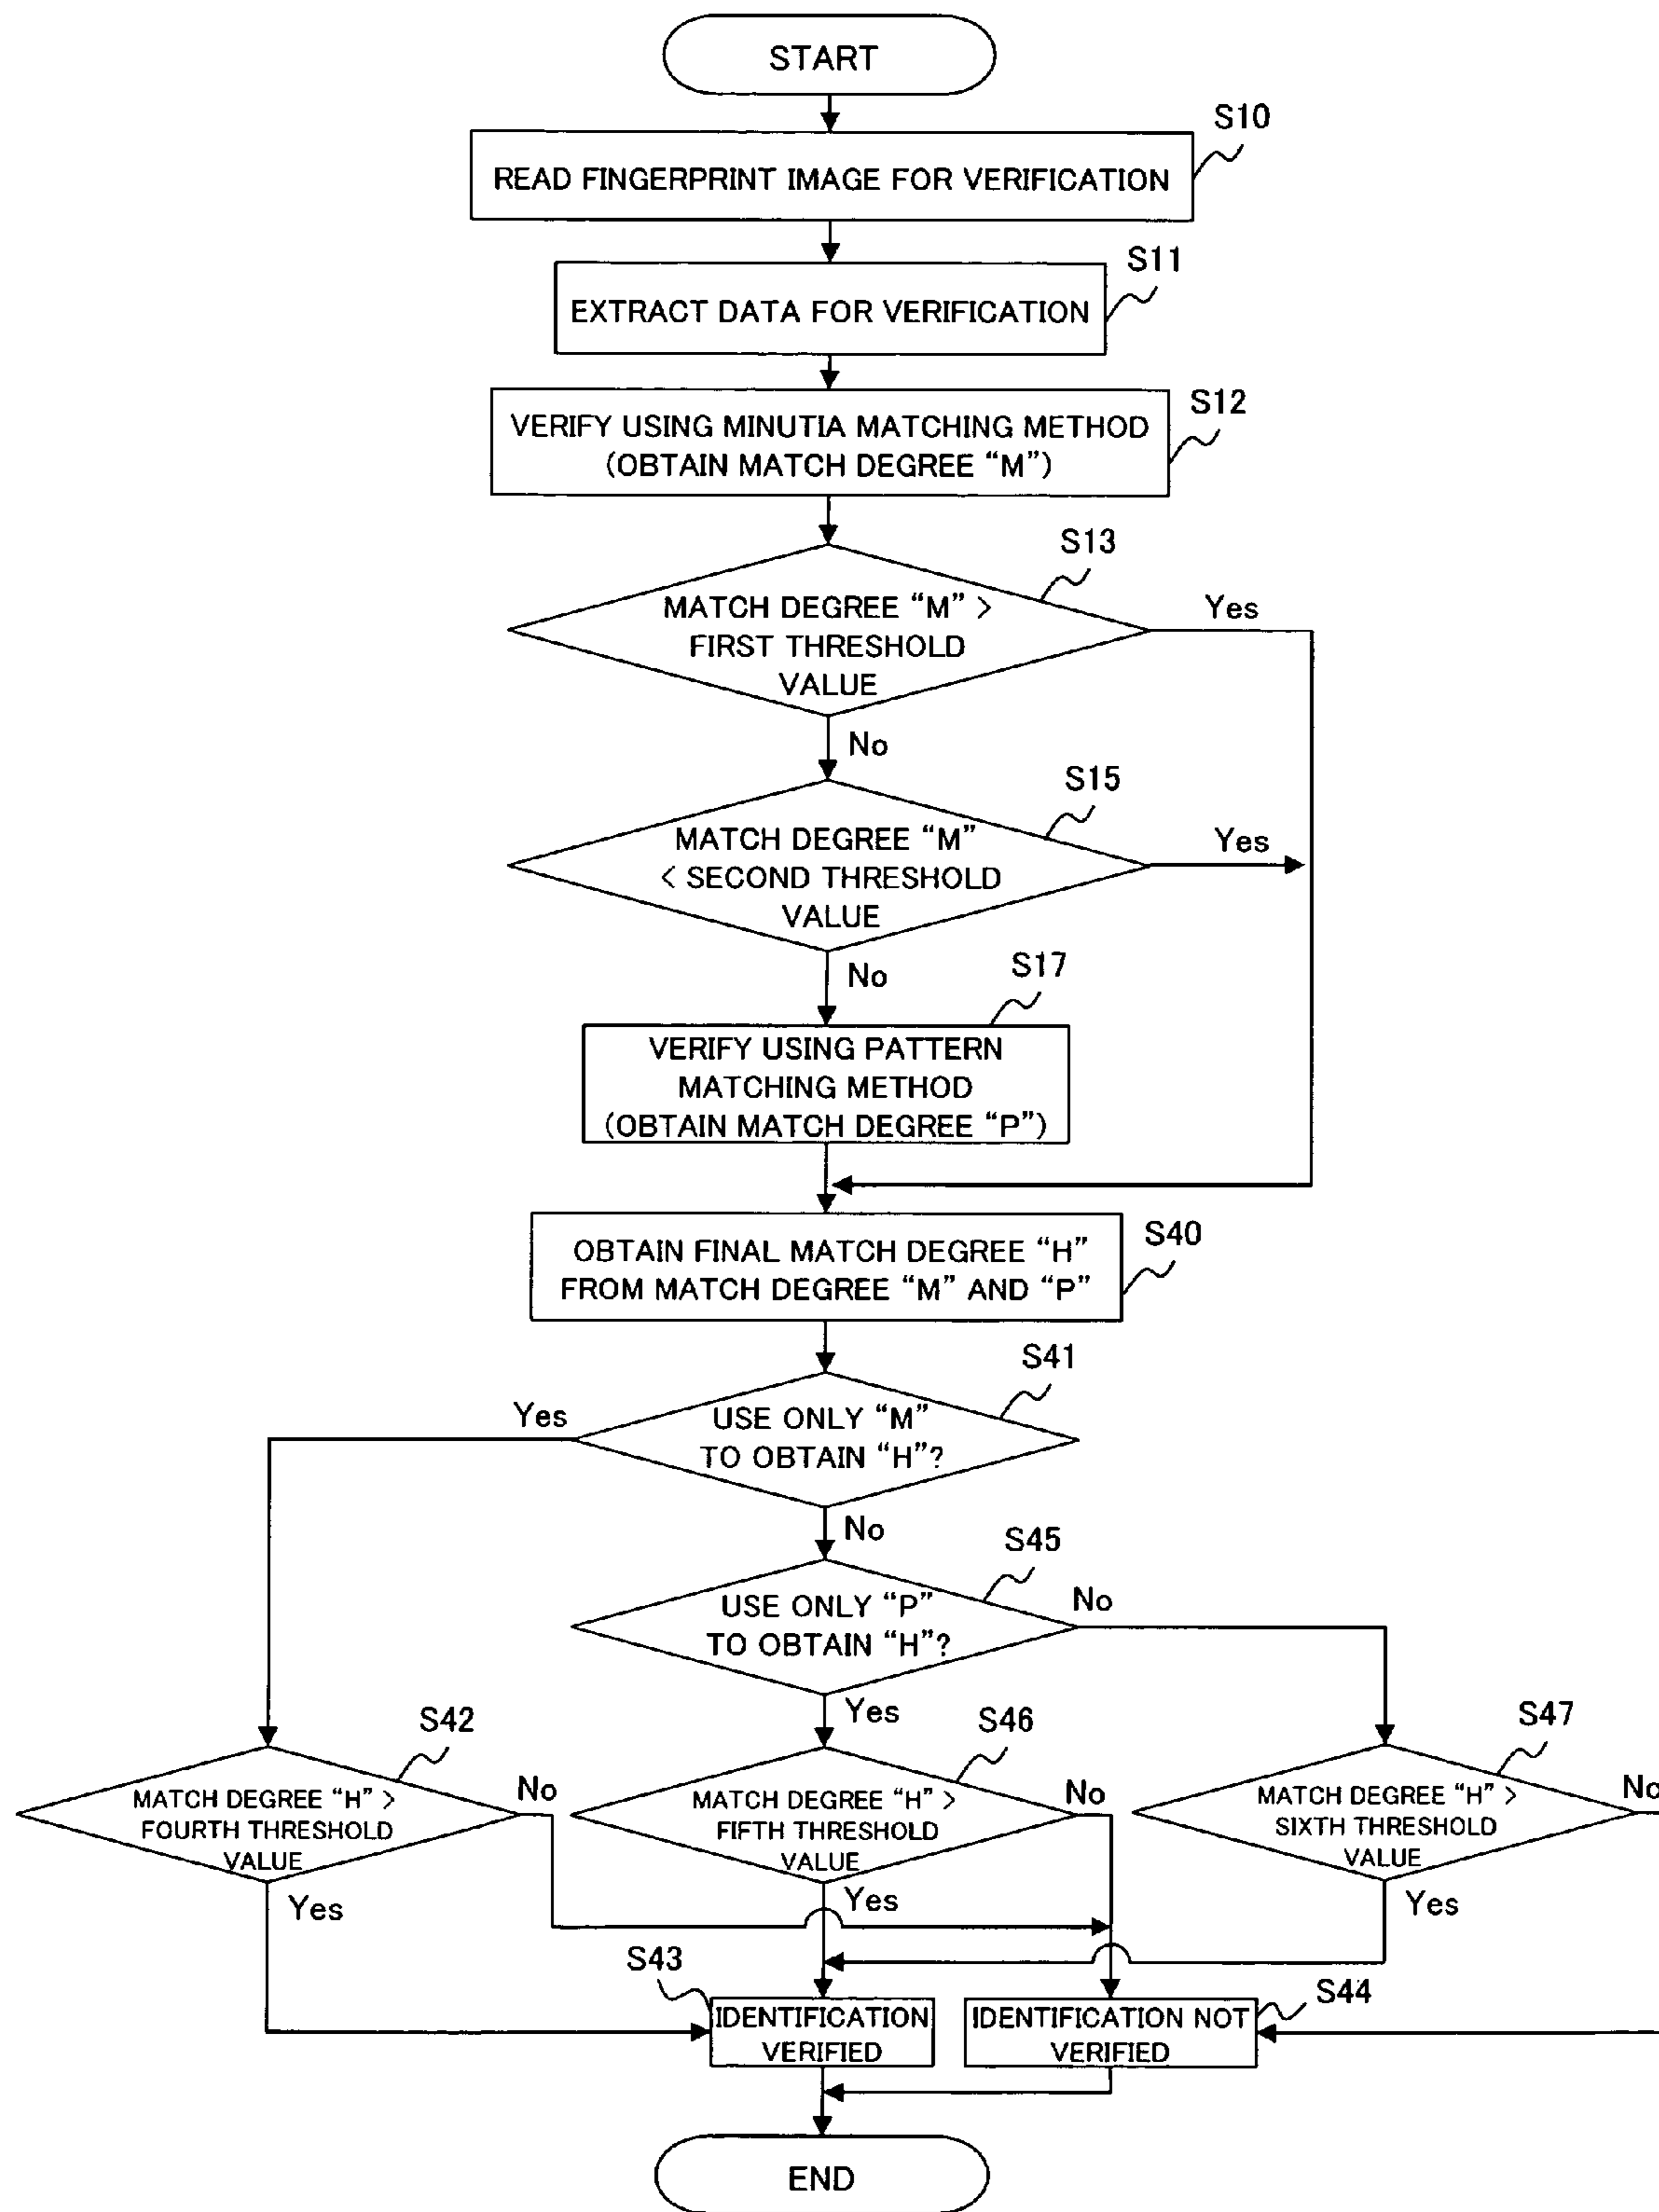 START
S10
READ FINGERPRINT IMAGE FOR VERIFICATION
S11
EXTRACT DATA FOR VERIFICATION
S12
VERIFY USING MINUTIA MATCHING METHOD
(OBTAIN MATCH DEGREE “M”)
S13
MATCH DEGREE “M” >
FIRST THRESHOLD
VALUE
Yes
No
S15
MATCH DEGREE “M”
< SECOND THRESHOLD
VALUE
Yes
No
S17
VERIFY USING PATTERN
MATCHING METHOD
(OBTAIN MATCH DEGREE “P”)
S40
OBTAIN FINAL MATCH DEGREE “H”
FROM MATCH DEGREE “M” AND “P”
S41
USE ONLY “M”
TO OBTAIN “H”?
Yes
No
S45
USE ONLY “P”
TO OBTAIN “H”?
No
Yes
S42
MATCH DEGREE “H” >
FOURTH THRESHOLD
VALUE
No
Yes
S46
MATCH DEGREE “H” >
FIFTH THRESHOLD
VALUE
No
Yes
S47
MATCH DEGREE “H” >
SIXTH THRESHOLD
VALUE
No
Yes
S43
IDENTIFICATION
VERIFIED
S44
IDENTIFICATION NOT
VERIFIED
END